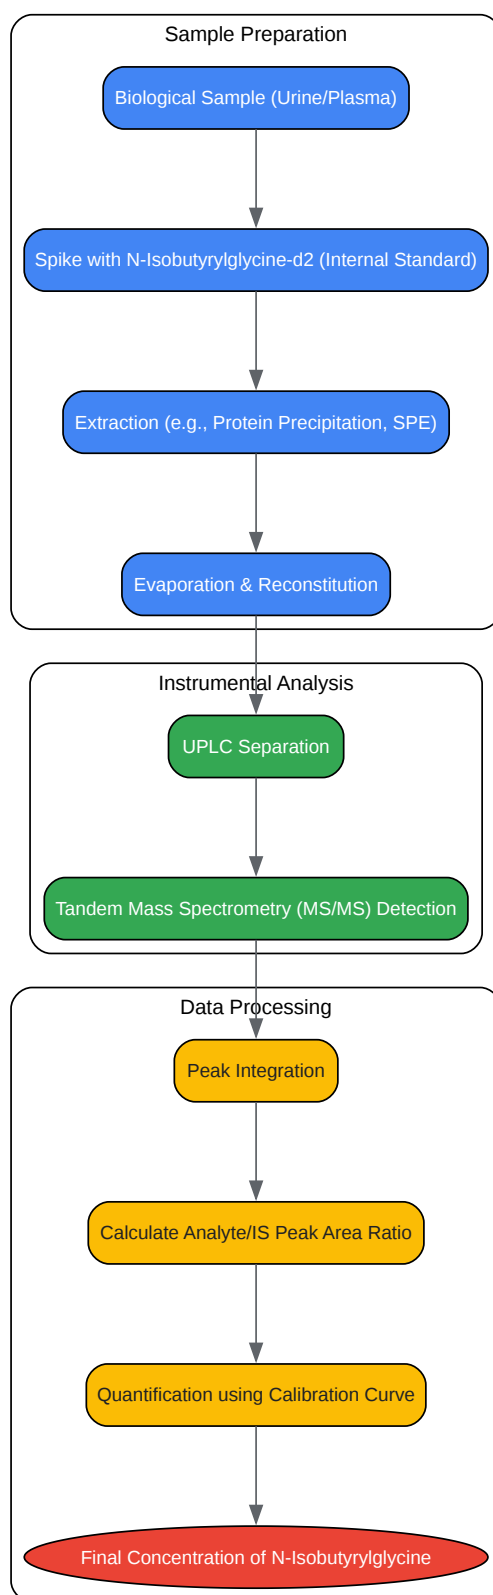 Sample Preparation
Biological Sample (Urine/Plasma)
Spike with N-Isobutyrylglycine-d2 (Internal Standard)
Extraction (e.g., Protein Precipitation, SPE)
Evaporation & Reconstitution
Instrumental Analysis
UPLC Separation
Tandem Mass Spectrometry (MS/MS) Detection
Data Processing
Peak Integration
Calculate Analyte/IS Peak Area Ratio
Quantification using Calibration Curve
Final Concentration of N-Isobutyrylglycine